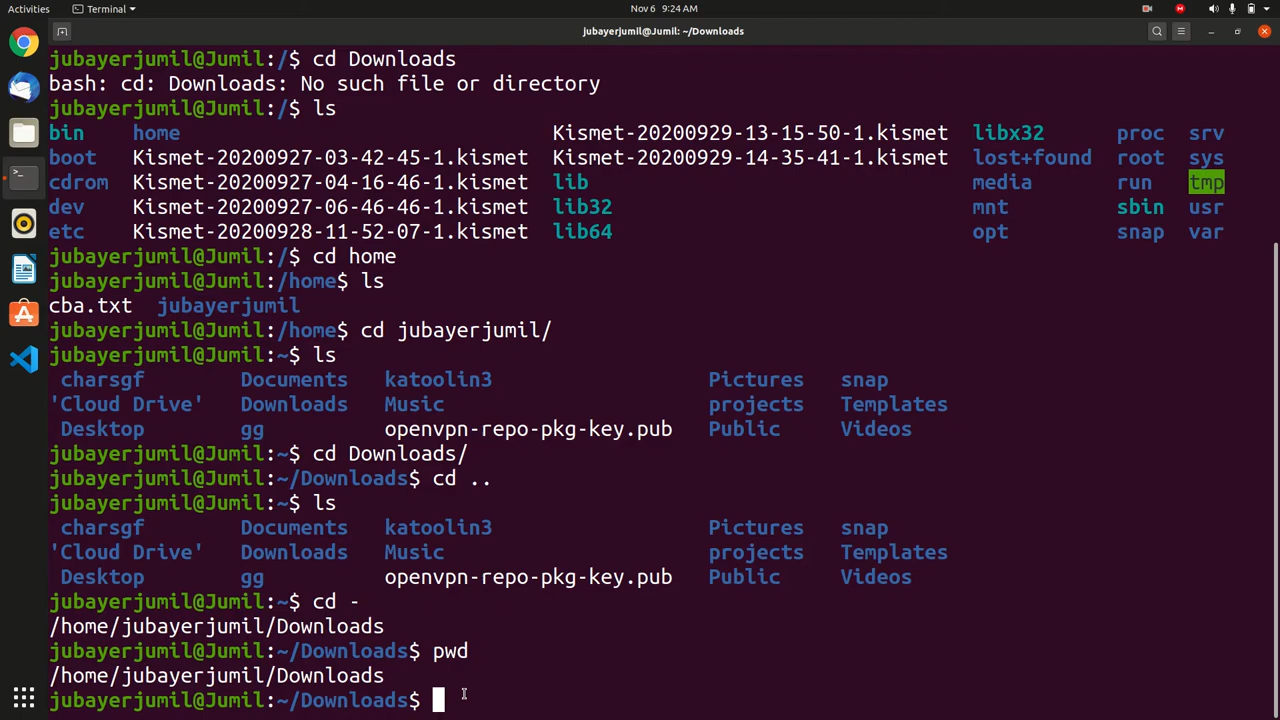 Activities Terminal Nov 6 9:24 AM
jubayerjumil@Jumil: ~/Downloads
jubayerjumil@Jumil:/$ cd Downloads
bash: cd: Downloads: No such file or directory
jubayerjumil@Jumil:/$ ls
bin home Kismet-20200929-13-15-50-1.kismet libx32 proc srv
boot Kismet-20200927-03-42-45-1.kismet Kismet-20200929-14-35-41-1.kismet lost+found root sys
cdrom Kismet-20200927-04-16-46-1.kismet lib media run tmp
dev Kismet-20200927-06-46-46-1.kismet lib32 mnt sbin usr
etc Kismet-20200928-11-52-07-1.kismet lib64 opt snap var
jubayerjumil@Jumil:/$ cd home
jubayerjumil@Jumil:/home$ ls
cba.txt jubayerjumil
jubayerjumil@Jumil:/home$ cd jubayerjumil/
jubayerjumil@Jumil:~$ ls
charsgf Documents katoolin3 Pictures snap
'Cloud Drive' Downloads Music projects Templates
Desktop gg openvpn-repo-pkg-key.pub Public Videos
jubayerjumil@Jumil:~$ cd Downloads/
jubayerjumil@Jumil:~/Downloads$ cd ..
jubayerjumil@Jumil:~$ ls
charsgf Documents katoolin3 Pictures snap
'Cloud Drive' Downloads Music projects Templates
Desktop gg openvpn-repo-pkg-key.pub Public Videos
jubayerjumil@Jumil:~$ cd -
/home/jubayerjumil/Downloads
jubayerjumil@Jumil:~/Downloads$ pwd
/home/jubayerjumil/Downloads
jubayerjumil@Jumil:~/Downloads$